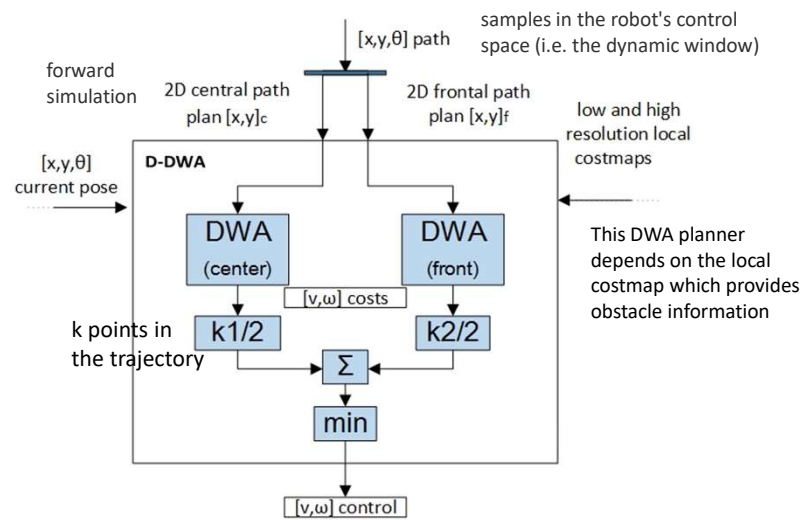 samples in the robot's control
space (i.e. the dynamic window)
[x,y,θ] path
forward
simulation
2D central path
plan [x,y]c
2D frontal path
plan [x,y]f
low and high
resolution local
costmaps
[x,y,θ]
current pose
D-DWA
DWA
(center)
DWA
(front)
This DWA planner
depends on the local
costmap which provides
obstacle information
[v,ω] costs
k points in
the trajectory
k1/2
k2/2
Σ
min
[v,ω] control